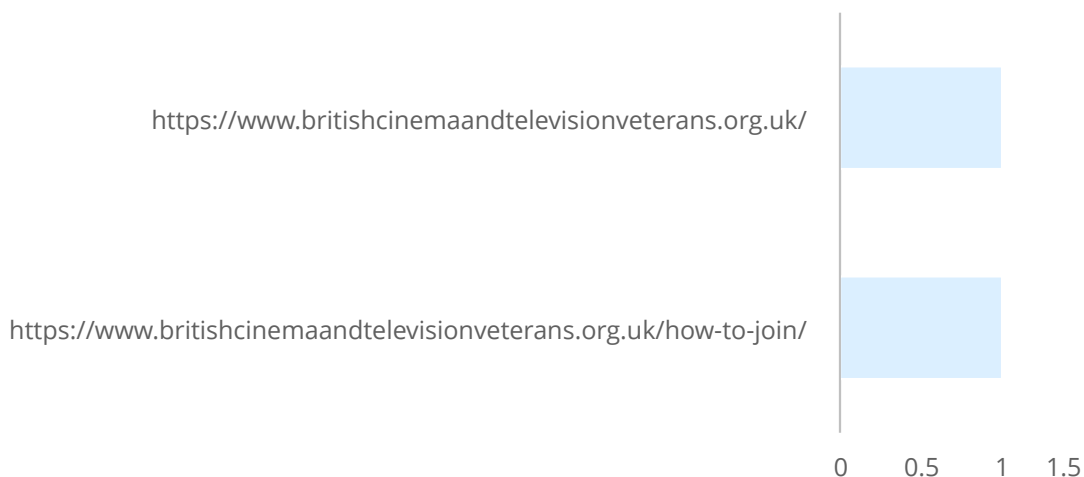 https://www.britishcinemaandtelevisionveterans.org.uk/
https://www.britishcinemaandtelevisionveterans.org.uk/how-to-join/
0 0.5 1 1.5